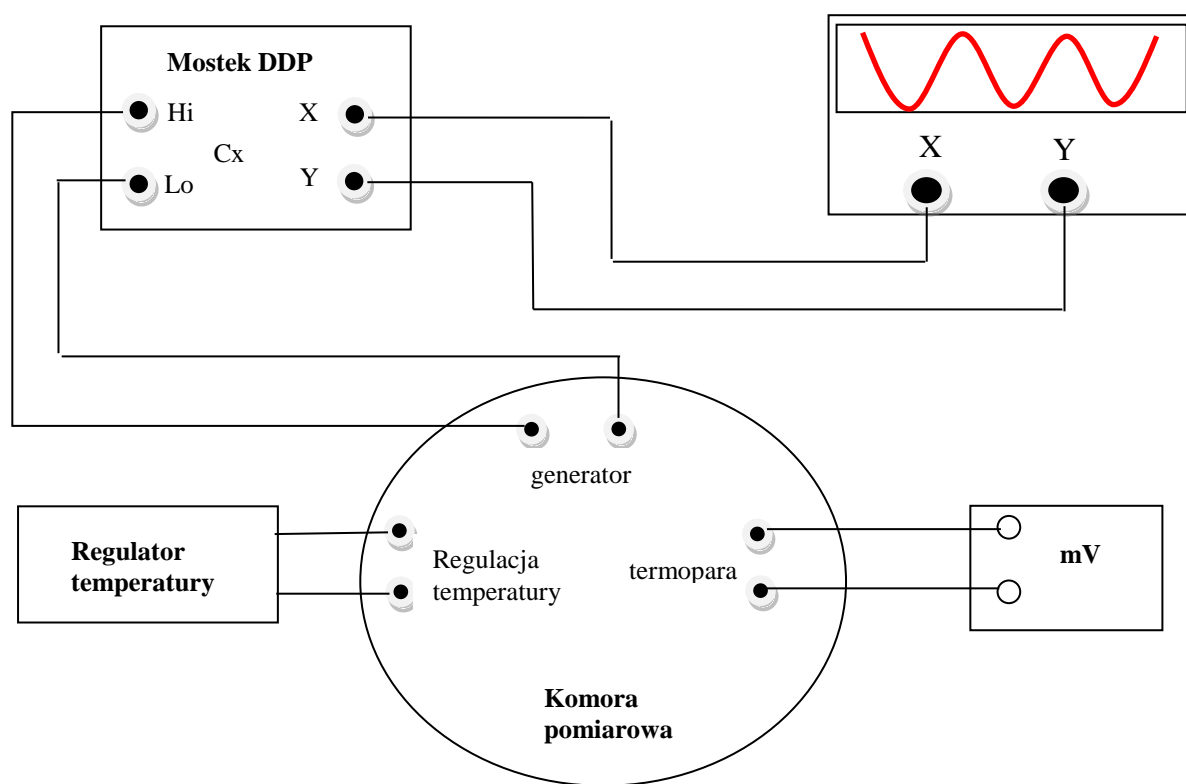 Mostek DDP
Hi
X
Cx
Lo
Y
X
Y
generator
Regulator
temperatury
Regulacja
temperatury
termopara
mV
Komora
pomiarowa